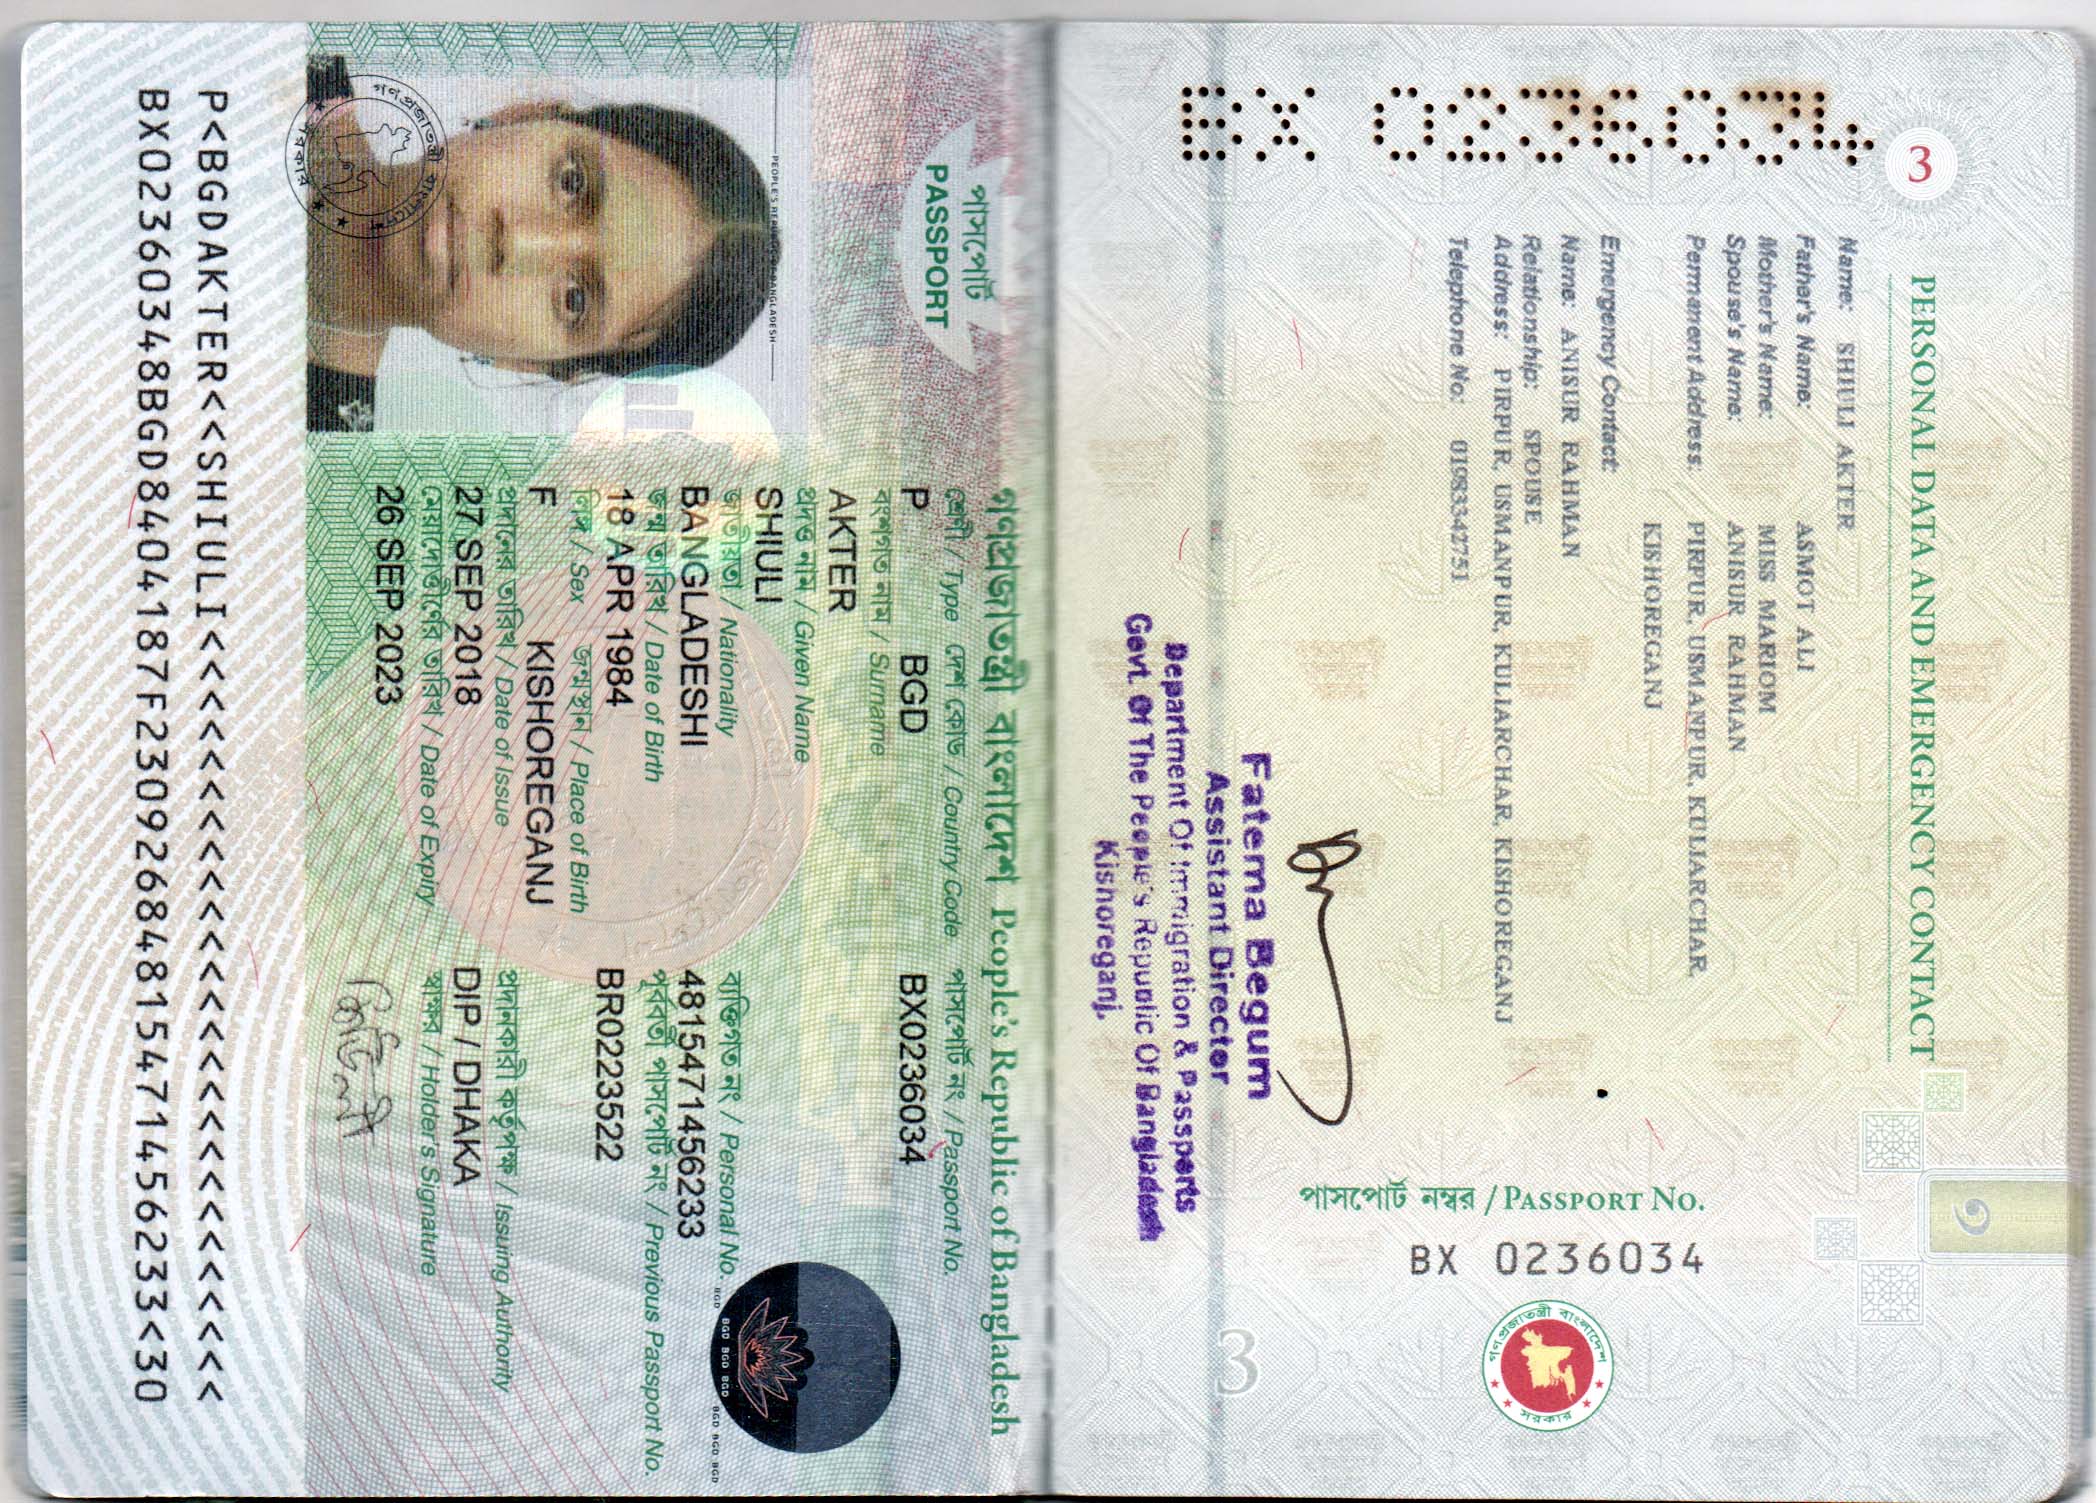 3
BX 0236034
PERSONAL DATA AND EMERGENCY CONTACT
Name: SHIULI AKTER
Father's Name: ASMOT ALI
Mother's Name: MISS MARIOM
Spouse's Name: ANISUR RAHMAN
Permanent Address: PIRPUR, USMANPUR, KULIARCHAR,
KISHOREGANJ
Emergency Contact:
Name: ANISUR RAHMAN
Relationship: SPOUSE
Address: PIRPUR, USMANPUR, KULIARCHAR, KISHOREGANJ
Telephone No: 01983342751
Fatema Begum
Assistant Director
Department Of Immigration & Passports
Govt. Of The People's Republic Of Bangladesh
Kishoreganj.
পাসপোর্ট নম্বর / PASSPORT NO.
BX 0236034
গণপ্রজাতন্ত্রী বাংলাদেশ
সরকার
3
গণপ্রজাতন্ত্রী বাংলাদেশ People's Republic of Bangladesh
পাসপোর্ট
PASSPORT
শ্রেণী / Type দেশ কোড / Country Code পাসপোর্ট নং / Passport No.
P BGD BX0236034
বংশগত নাম / Surname
AKTER
প্রদত্ত নাম / Given Name
SHIULI
জাতীয়তা / Nationality ব্যক্তিগত নং / Personal No.
BANGLADESHI 4815471456233
জন্ম তারিখ / Date of Birth পূর্ববর্তী পাসপোর্ট নং / Previous Passport No.
18 APR 1984 BR0223522
লিঙ্গ / Sex জন্মস্থান / Place of Birth
F KISHOREGANJ
প্রদানের তারিখ / Date of Issue প্রদানকারী কর্তৃপক্ষ / Issuing Authority
27 SEP 2018 DIP / DHAKA
মেয়াদোত্তীর্ণের তারিখ / Date of Expiry স্বাক্ষর / Holder's Signature
26 SEP 2023
P<BGDAKTER<<SHIULI<<<<<<<<<<<<<<<<<<<<<<<<<<
BX02360348BGD8404187F23092684815471456233<30